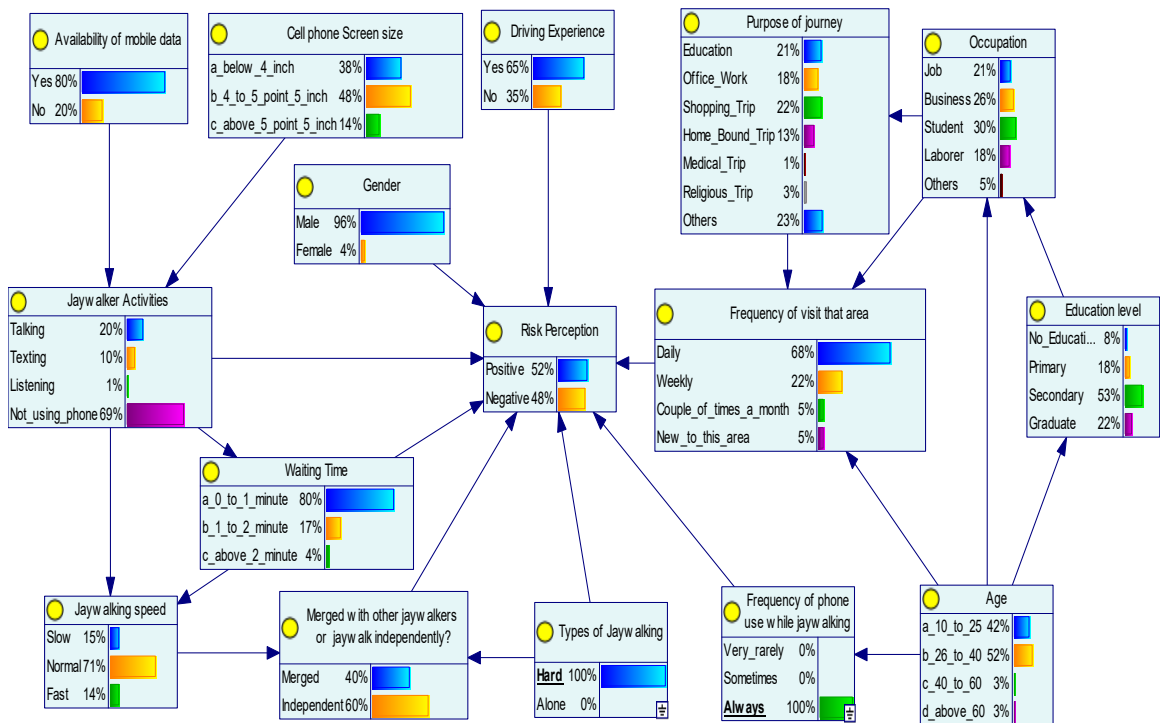 Availability of mobile data
Yes 80%
No 20%
Cell phone Screen size
a_below_4_inch 38%
b_4_to_5_point_5_inch 48%
c_above_5_point_5_inch 14%
Driving Experience
Yes 65%
No 35%
Purpose of journey
Education 21%
Office_Work 18%
Shopping_Trip 22%
Home_Bound_Trip 13%
Medical_Trip 1%
Religious_Trip 3%
Others 23%
Occupation
Job 21%
Business 26%
Student 30%
Laborer 18%
Others 5%
Gender
Male 96%
Female 4%
Jaywalker Activities
Talking 20%
Texting 10%
Listening 1%
Not_using_phone 69%
Risk Perception
Positive 52%
Negative 48%
Frequency of visit that area
Daily 68%
Weekly 22%
Couple_of_times_a_month 5%
New_to_this_area 5%
Education level
No_Educati... 8%
Primary 18%
Secondary 53%
Graduate 22%
Waiting Time
a_0_to_1_minute 80%
b_1_to_2_minute 17%
c_above_2_minute 4%
Jaywalking speed
Slow 15%
Normal 71%
Fast 14%
Merged with other jaywalkers
or jaywalk independently?
Merged 40%
Independent 60%
Types of Jaywalking
Hard 100%
Alone 0%
Frequency of phone
use while jaywalking
Very_rarely 0%
Sometimes 0%
Always 100%
Age
a_10_to_25 42%
b_26_to_40 52%
c_40_to_60 3%
d_above_60 3%